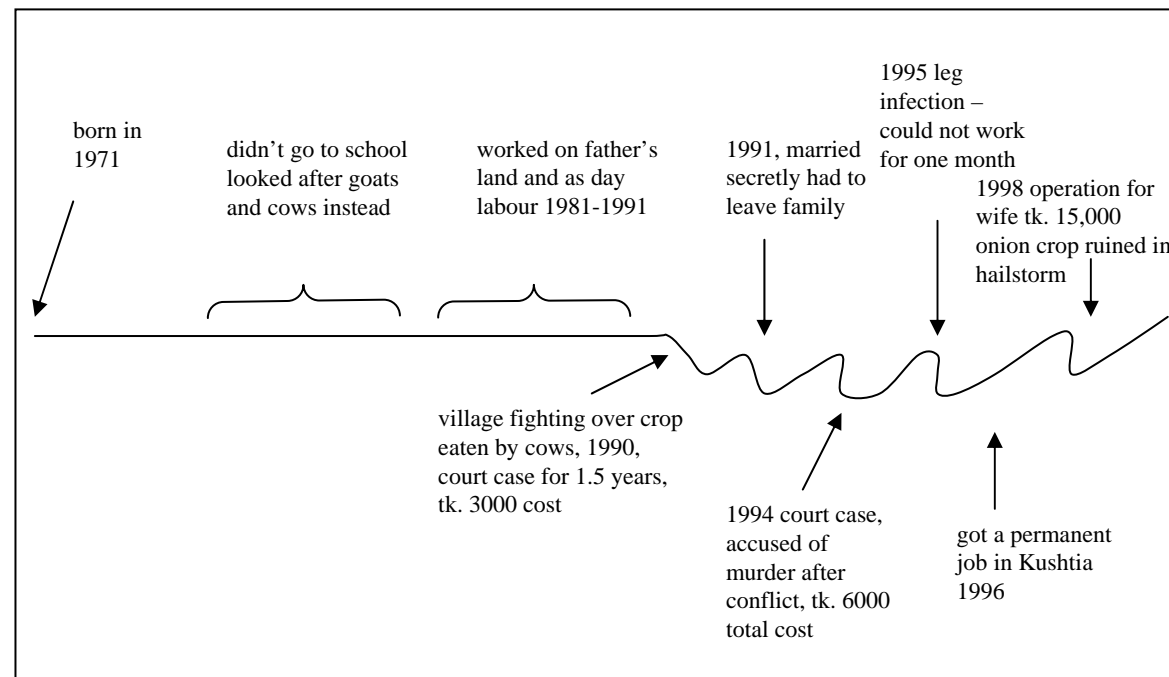 born in
1971
didn't go to school
looked after goats
and cows instead
worked on father's
land and as day
labour 1981-1991
1991, married
secretly had to
leave family
1995 leg
infection –
could not work
for one month
1998 operation for
wife tk. 15,000
onion crop ruined in
hailstorm
village fighting over crop
eaten by cows, 1990,
court case for 1.5 years,
tk. 3000 cost
1994 court case,
accused of
murder after
conflict, tk. 6000
total cost
got a permanent
job in Kushtia
1996